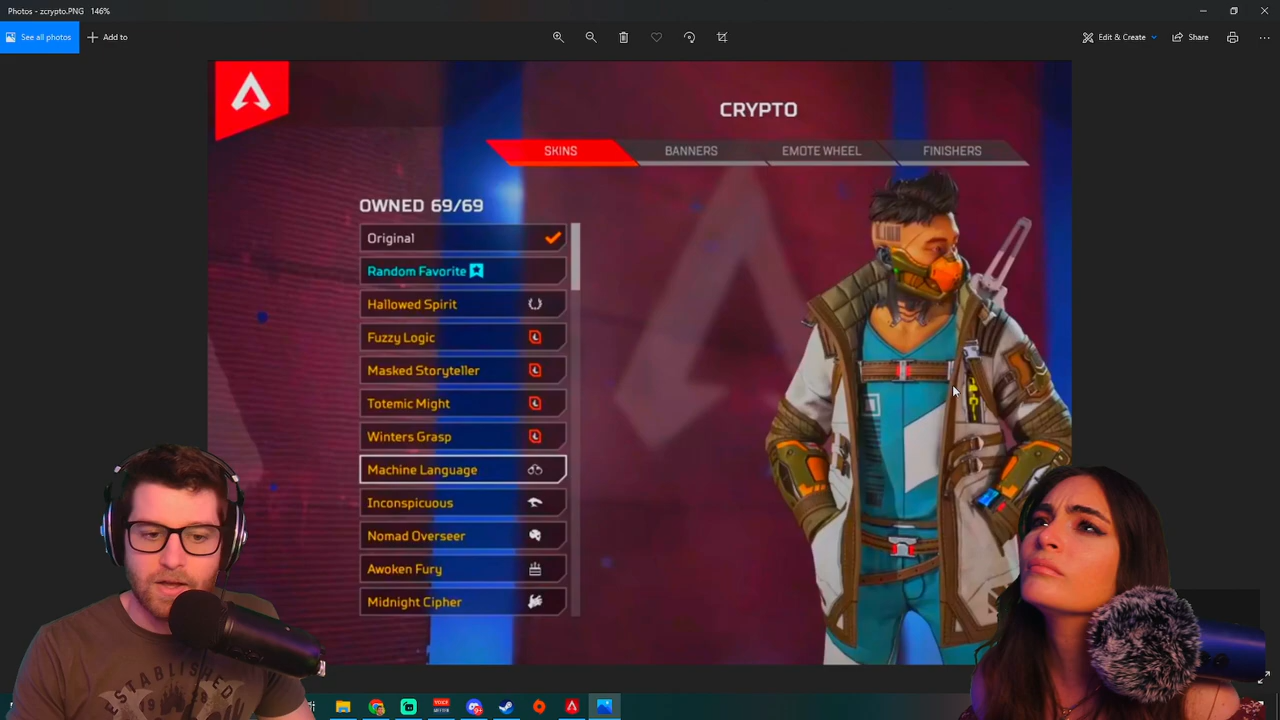 Photos - zcrypto.PNG 146%
See all photos
Add to
Edit & Create
Share
CRYPTO
SKINS
BANNERS
EMOTE WHEEL
FINISHERS
OWNED 69/69
Original
Random Favorite
Hallowed Spirit
Fuzzy Logic
Masked Storyteller
Totemic Might
Winters Grasp
Machine Language
Inconspicuous
Nomad Overseer
Awoken Fury
Midnight Cipher
ESTABLISHED